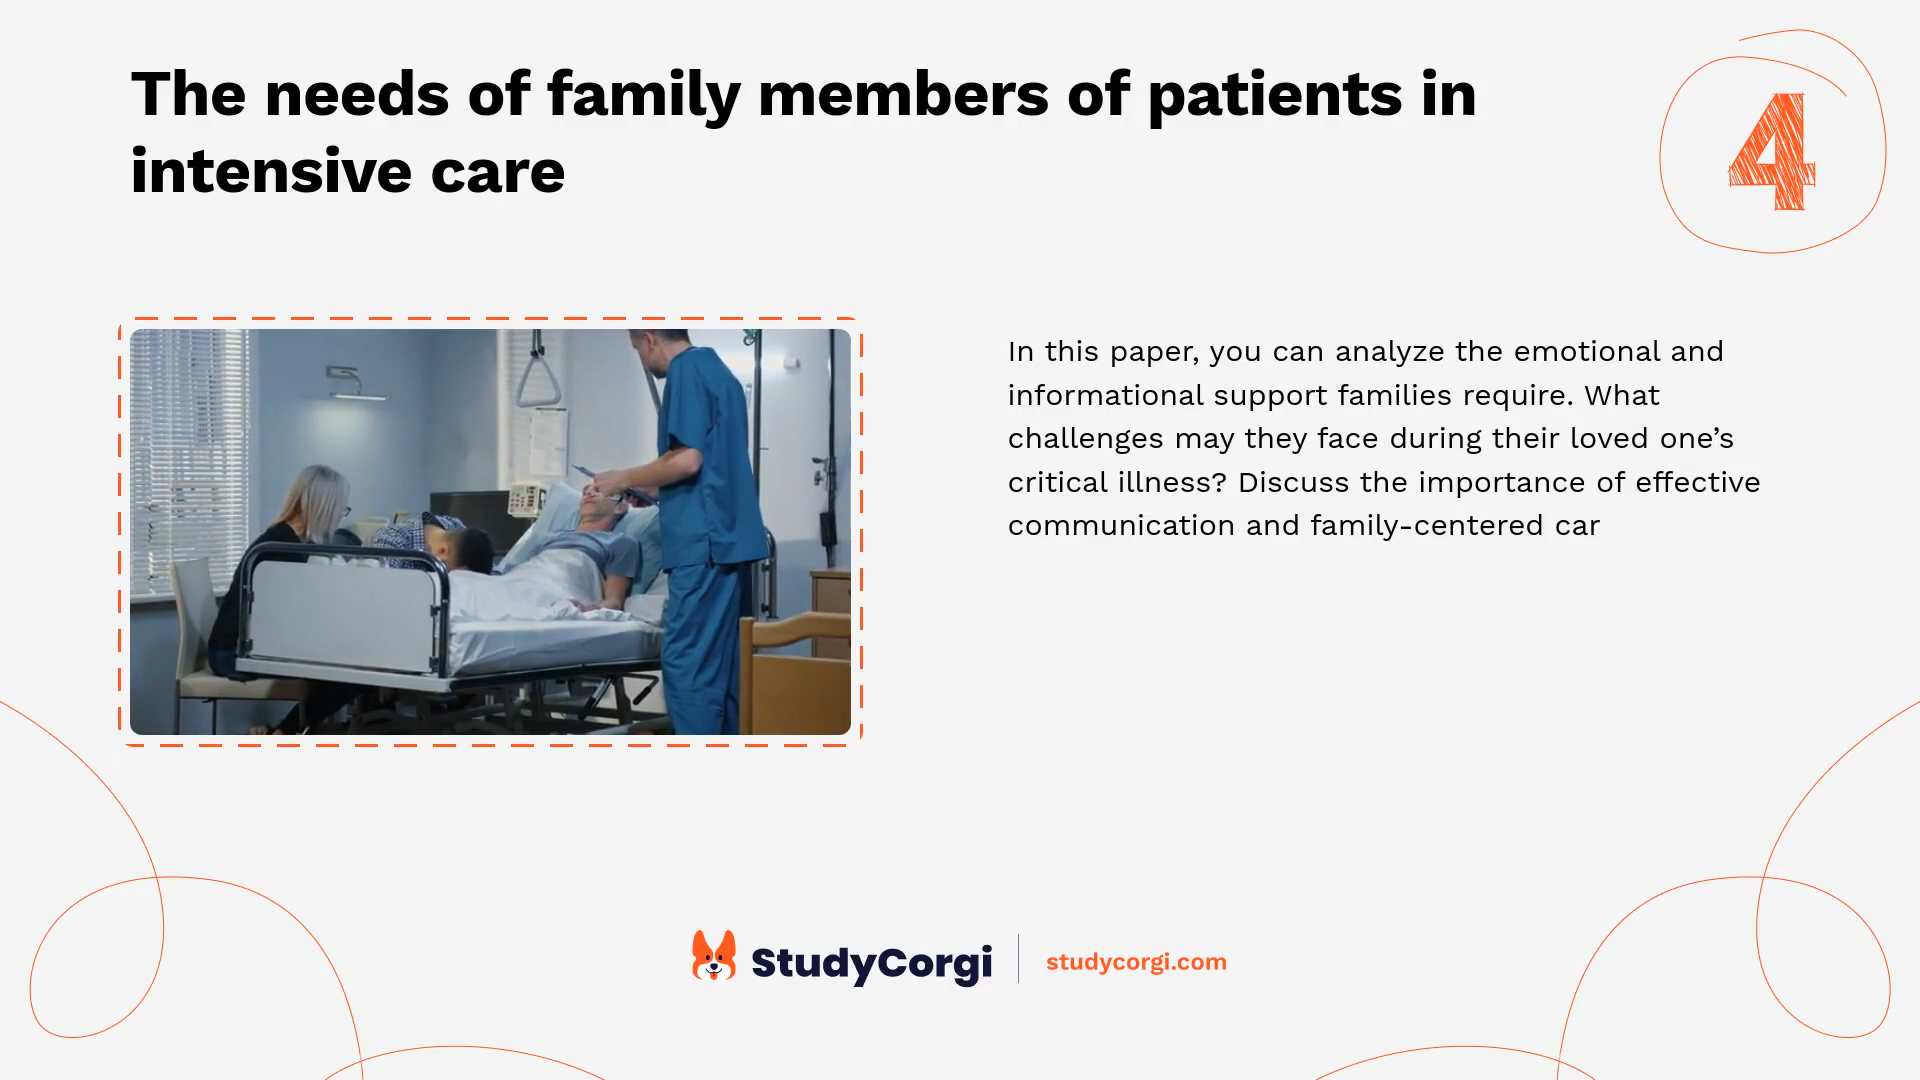 The needs of family members of patients in
intensive care
4
In this paper, you can analyze the emotional and
informational support families require. What
challenges may they face during their loved one’s
critical illness? Discuss the importance of effective
communication and family-centered car
StudyCorgi
studycorgi.com